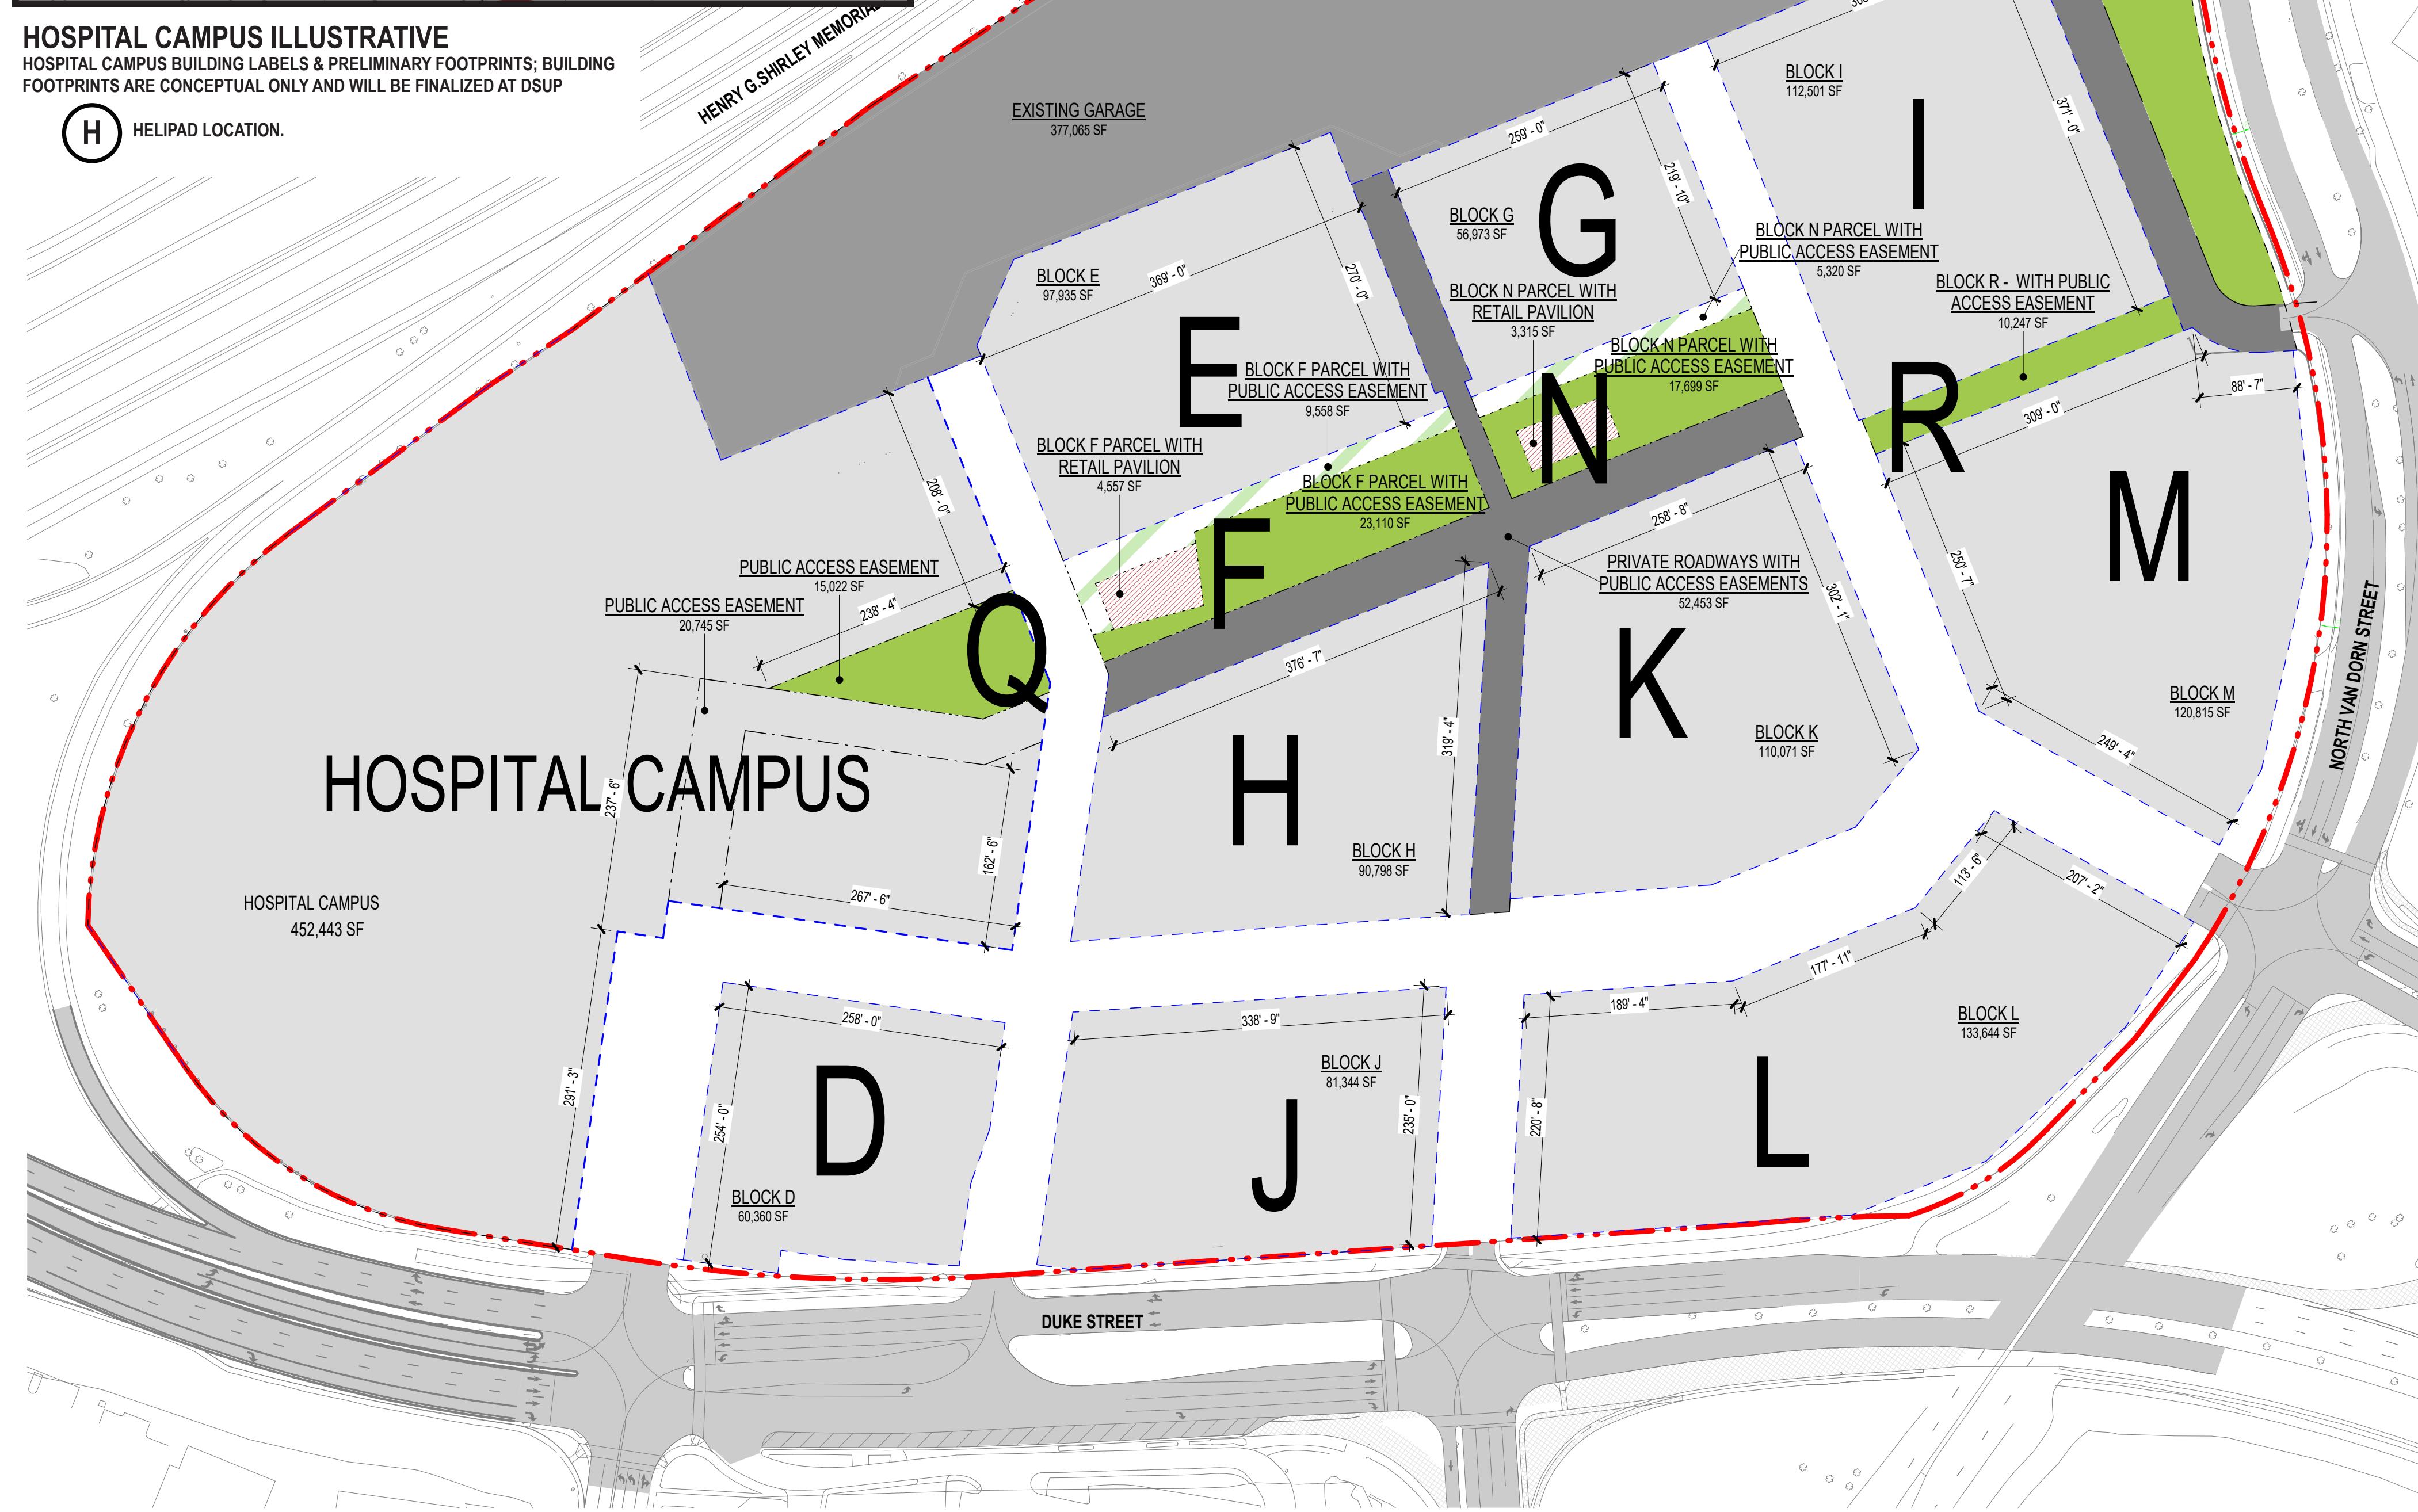 HOSPITAL CAMPUS ILLUSTRATIVE
HOSPITAL CAMPUS BUILDING LABELS & PRELIMINARY FOOTPRINTS; BUILDING
FOOTPRINTS ARE CONCEPTUAL ONLY AND WILL BE FINALIZED AT DSUP
H
HELIPAD LOCATION.
HENRY G.SHIRLEY MEMORIAL
EXISTING GARAGE
377,065 SF
BLOCK I
112,501 SF
I
371' - 0"
259' - 0"
219' - 10"
G
BLOCK G
56,973 SF
BLOCK N PARCEL WITH
PUBLIC ACCESS EASEMENT
5,320 SF
BLOCK E
97,935 SF
369' - 0"
270' - 0"
E
BLOCK N PARCEL WITH
RETAIL PAVILION
3,315 SF
BLOCK R - WITH PUBLIC
ACCESS EASEMENT
10,247 SF
BLOCK N PARCEL WITH
PUBLIC ACCESS EASEMENT
17,699 SF
N
R
BLOCK F PARCEL WITH
PUBLIC ACCESS EASEMENT
9,558 SF
88' - 7"
309' - 0"
BLOCK F PARCEL WITH
RETAIL PAVILION
4,557 SF
BLOCK F PARCEL WITH
PUBLIC ACCESS EASEMENT
23,110 SF
F
M
208' - 0"
258' - 8"
250' - 7"
PUBLIC ACCESS EASEMENT
15,022 SF
PRIVATE ROADWAYS WITH
PUBLIC ACCESS EASEMENTS
52,453 SF
PUBLIC ACCESS EASEMENT
20,745 SF
238' - 4"
Q
302' - 1"
376' - 7"
K
NORTH VAN DORN STREET
BLOCK M
120,815 SF
319' - 4"
BLOCK K
110,071 SF
249' - 4"
HOSPITAL CAMPUS
237' - 6"
H
162' - 6"
BLOCK H
90,798 SF
HOSPITAL CAMPUS
452,443 SF
267' - 6"
113' - 6"
207' - 2"
177' - 11"
189' - 4"
258' - 0"
338' - 9"
BLOCK L
133,644 SF
BLOCK J
81,344 SF
291' - 3"
254' - 0"
D
235' - 0"
220' - 8"
J
L
BLOCK D
60,360 SF
DUKE STREET